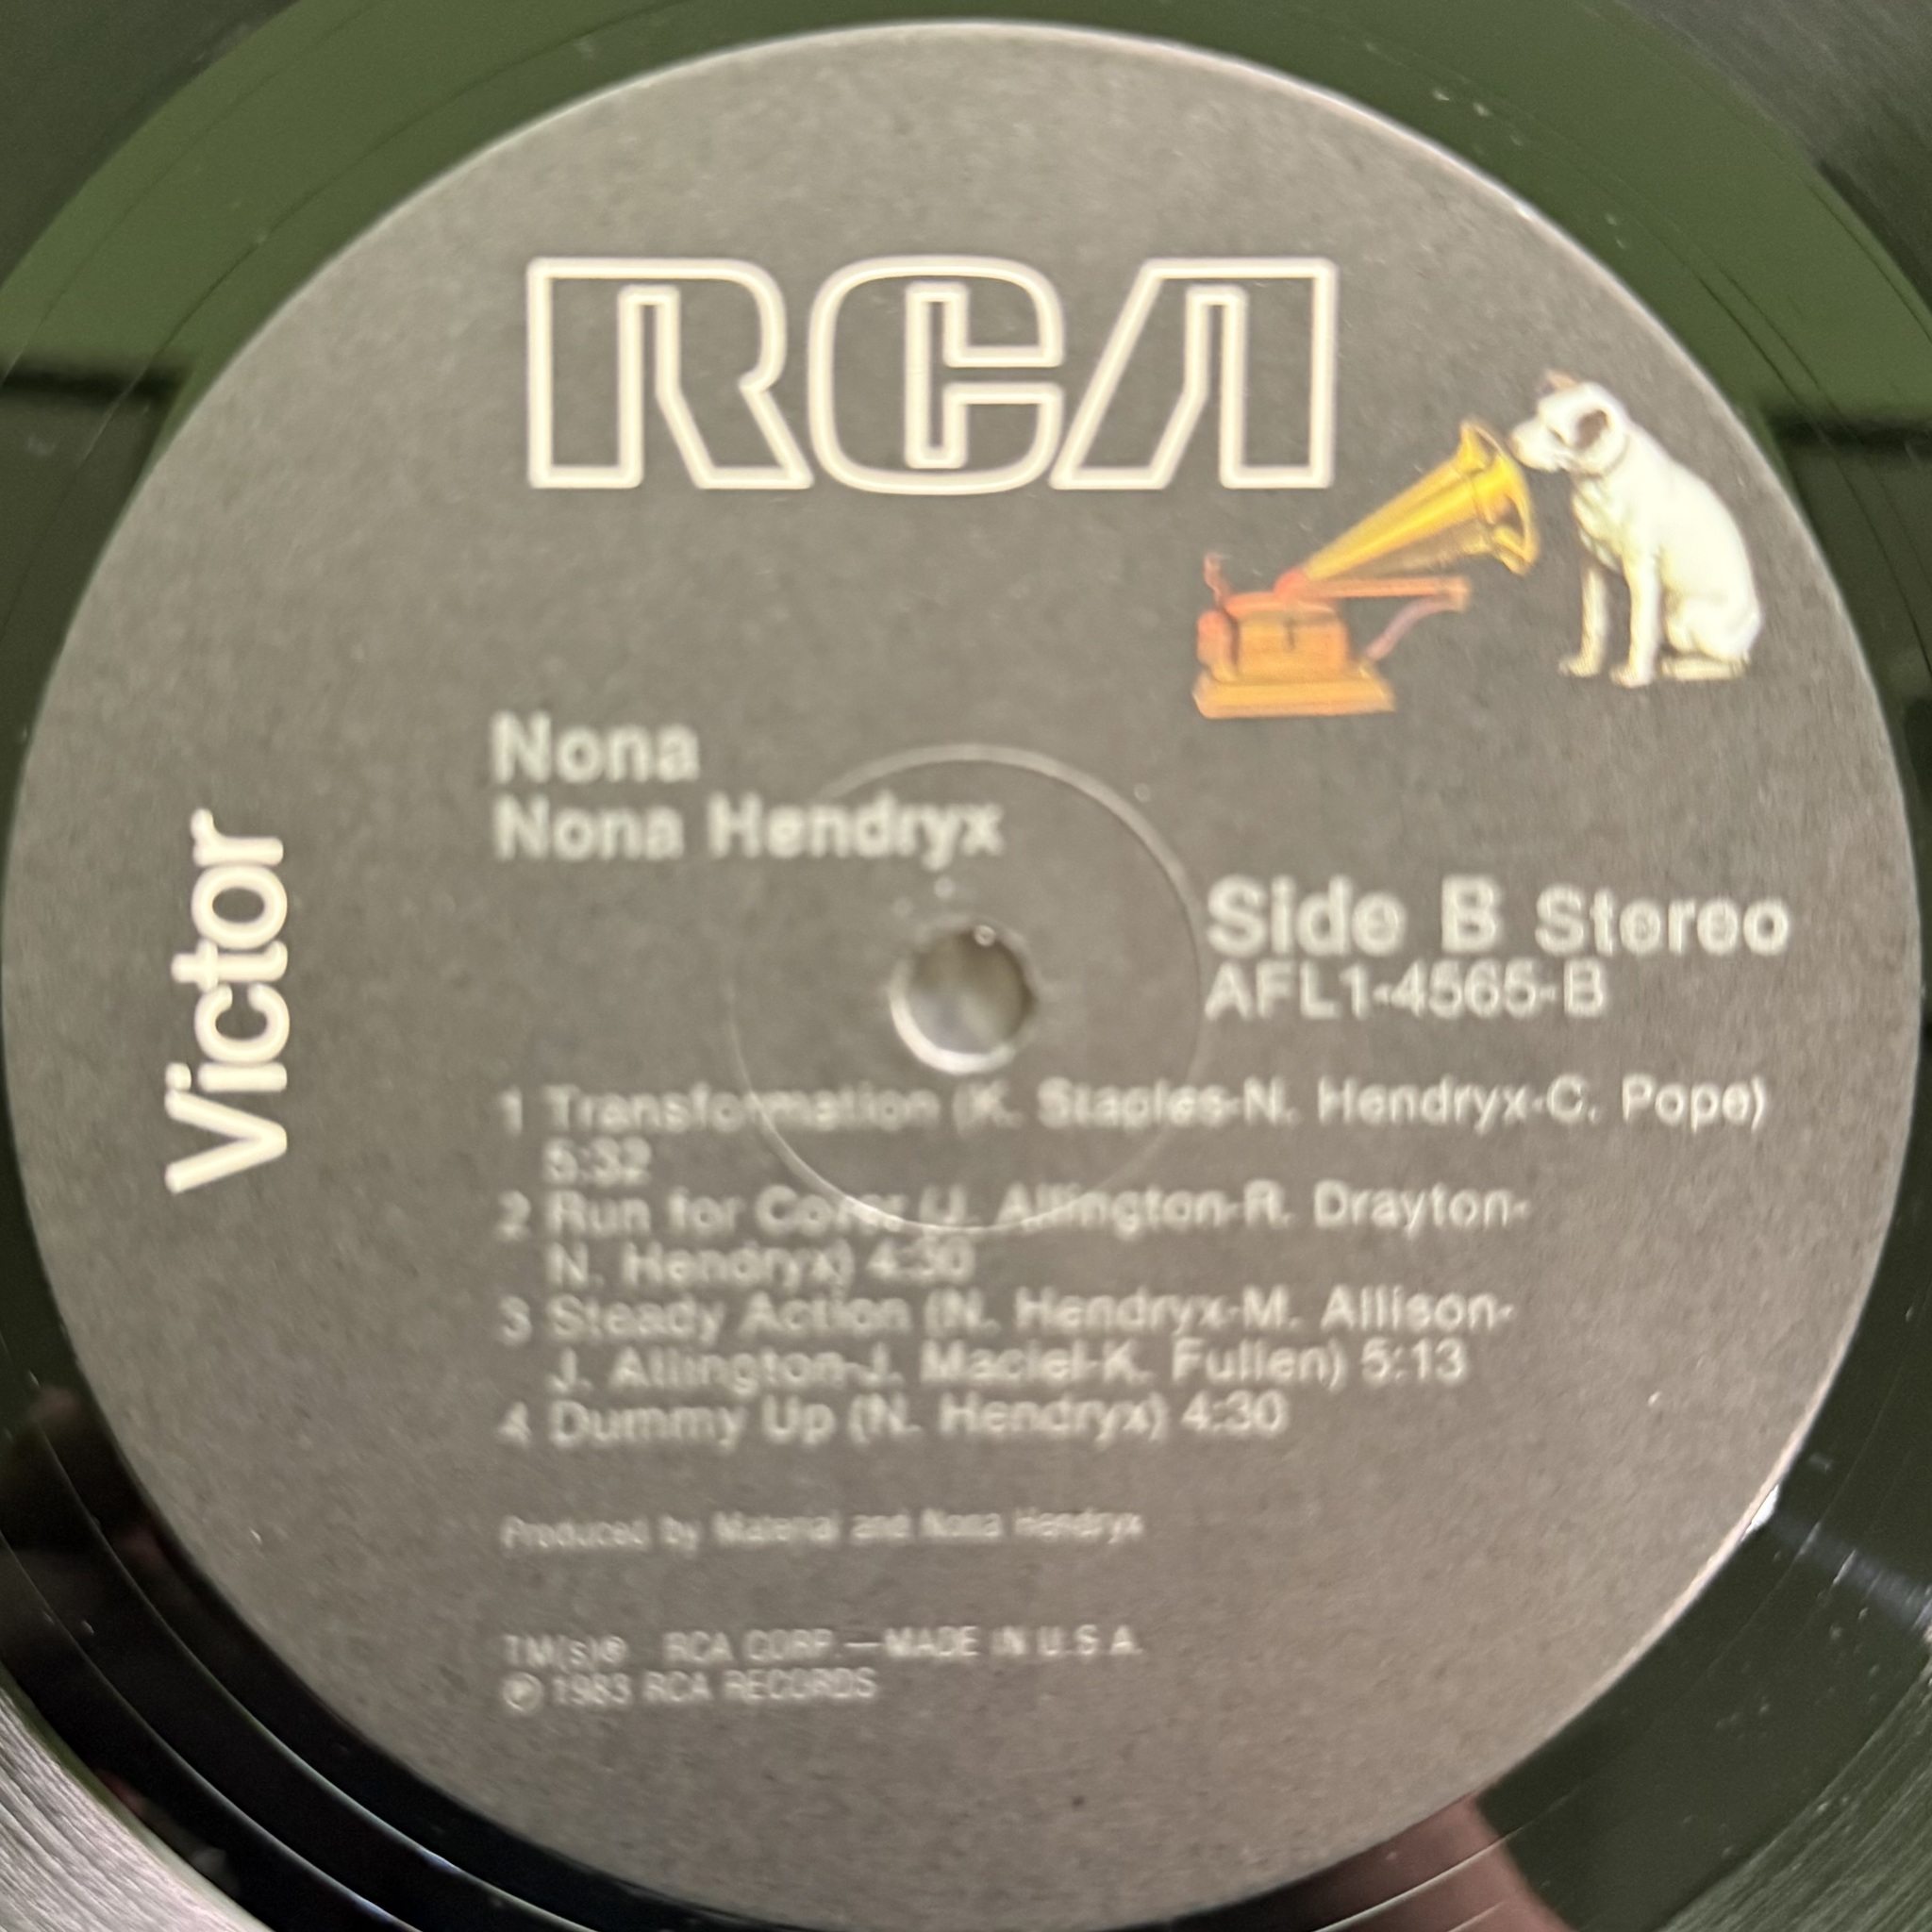 RCA
Victor
Nona
Nona Hendryx
Side B Stereo
AFL1-4565-B
1 Transformation (K. Staples-N. Hendryx-C. Pope)
5:32
2 Run for Cover (J. Allington-R. Drayton-
N. Hendryx) 4:30
3 Steady Action (N. Hendryx-M. Allison-
J. Allington-J. Maciel-K. Fullen) 5:13
4 Dummy Up (N. Hendryx) 4:30
Produced by Material and Nona Hendryx
TM(s)® RCA CORP.—MADE IN U.S.A.
℗ 1983 RCA RECORDS